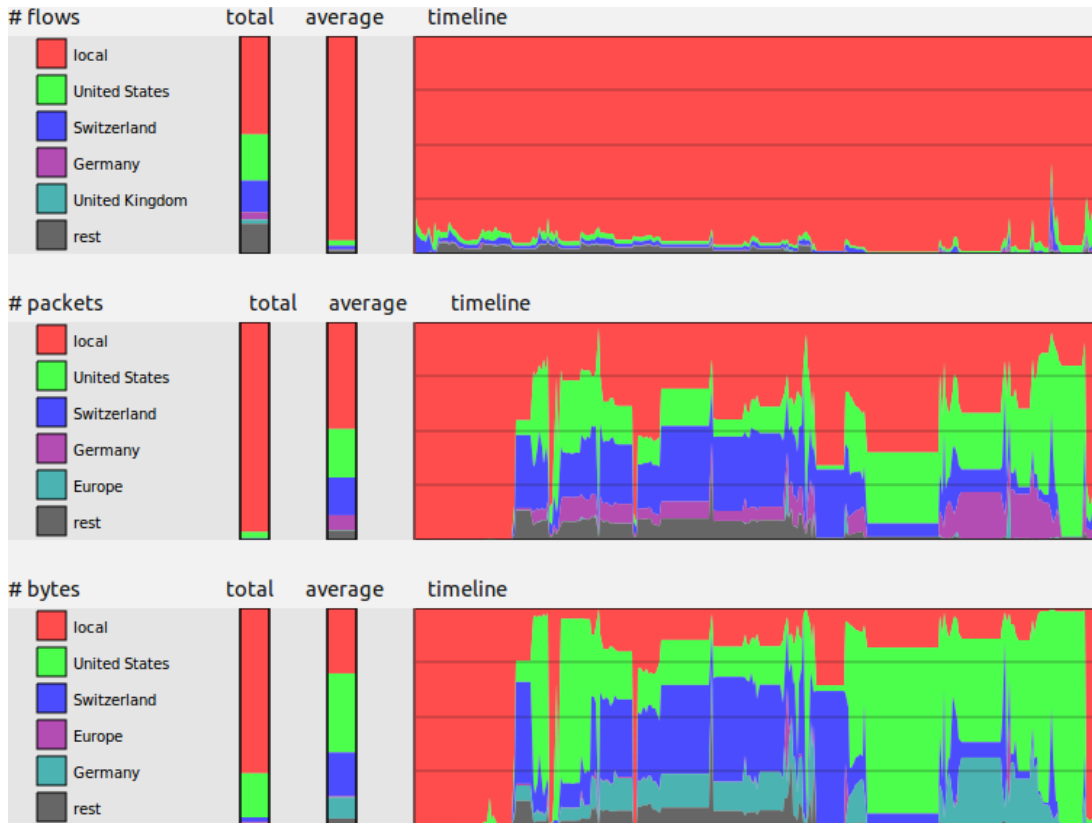 # flows total average timeline
local
United States
Switzerland
Germany
United Kingdom
rest
# packets total average timeline
local
United States
Switzerland
Germany
Europe
rest
# bytes total average timeline
local
United States
Switzerland
Europe
Germany
rest